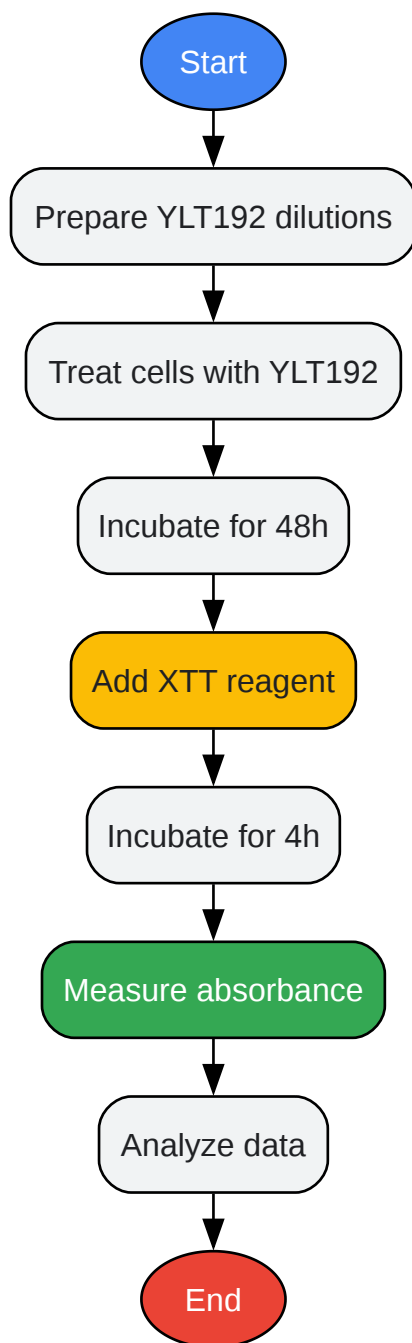 Start
Prepare YLT192 dilutions
Treat cells with YLT192
Incubate for 48h
Add XTT reagent
Incubate for 4h
Measure absorbance
Analyze data
End